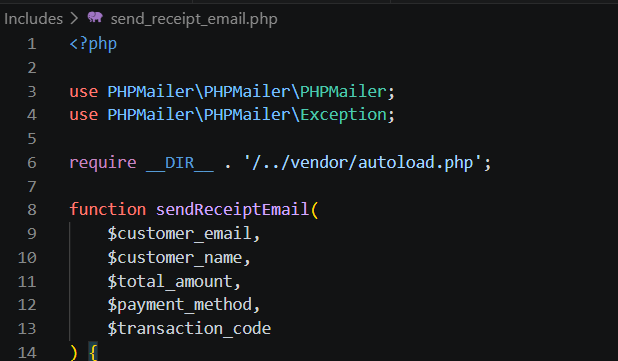 Includes > send_receipt_email.php
1 <?php
2
3 use PHPMailer\PHPMailer\PHPMailer;
4 use PHPMailer\PHPMailer\Exception;
5
6 require __DIR__ . '/../vendor/autoload.php';
7
8 function sendReceiptEmail(
9     $customer_email,
10     $customer_name,
11     $total_amount,
12     $payment_method,
13     $transaction_code
14 ) {